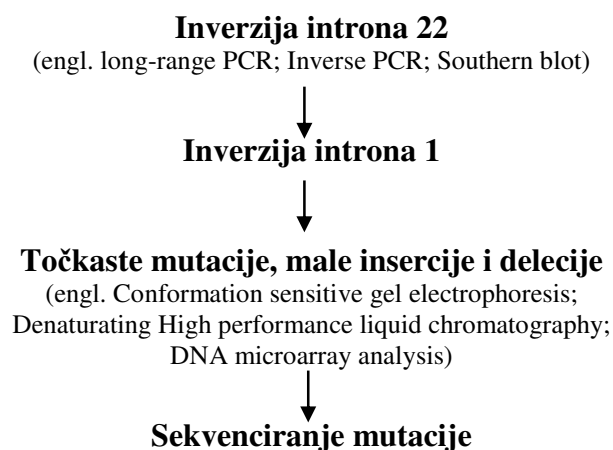 Inverzija introna 22
(engl. long-range PCR; Inverse PCR; Southern blot)
Inverzija introna 1
Točkaste mutacije, male insercije i delecije
(engl. Conformation sensitive gel electrophoresis;
Denaturating High performance liquid chromatography;
DNA microarray analysis)
Sekvenciranje mutacije